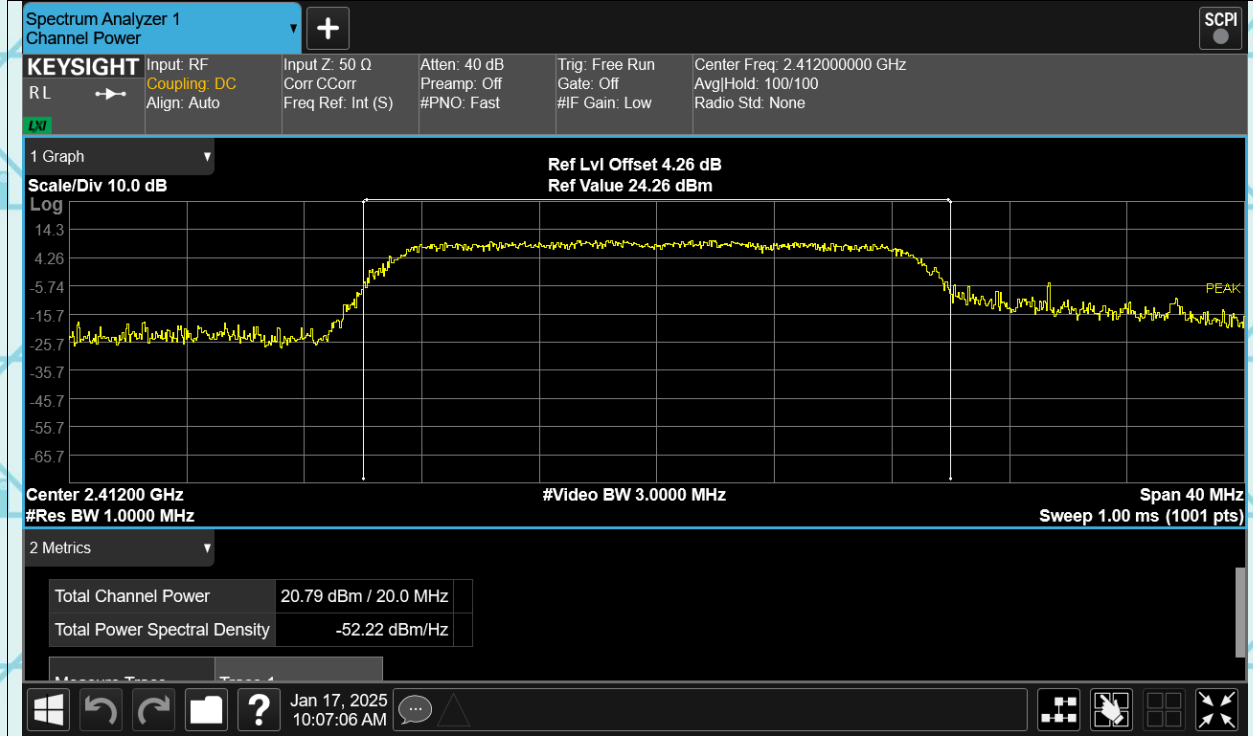 Spectrum Analyzer 1
Channel Power
SCPI
KEYSIGHT
R L
LXI
Input: RF
Coupling: DC
Align: Auto
Input Z: 50 Ω
Corr CCorr
Freq Ref: Int (S)
Atten: 40 dB
Preamp: Off
#PNO: Fast
Trig: Free Run
Gate: Off
#IF Gain: Low
Center Freq: 2.412000000 GHz
Avg|Hold: 100/100
Radio Std: None
1 Graph
Scale/Div 10.0 dB
Ref Lvl Offset 4.26 dB
Ref Value 24.26 dBm
Log
14.3
4.26
-5.74
PEAK
-15.7
-25.7
-35.7
-45.7
-55.7
-65.7
Center 2.41200 GHz
#Video BW 3.0000 MHz
Span 40 MHz
#Res BW 1.0000 MHz
Sweep 1.00 ms (1001 pts)
2 Metrics
Total Channel Power 20.79 dBm / 20.0 MHz
Total Power Spectral Density -52.22 dBm/Hz
Measure Trace Trace 1
Jan 17, 2025
10:07:06 AM